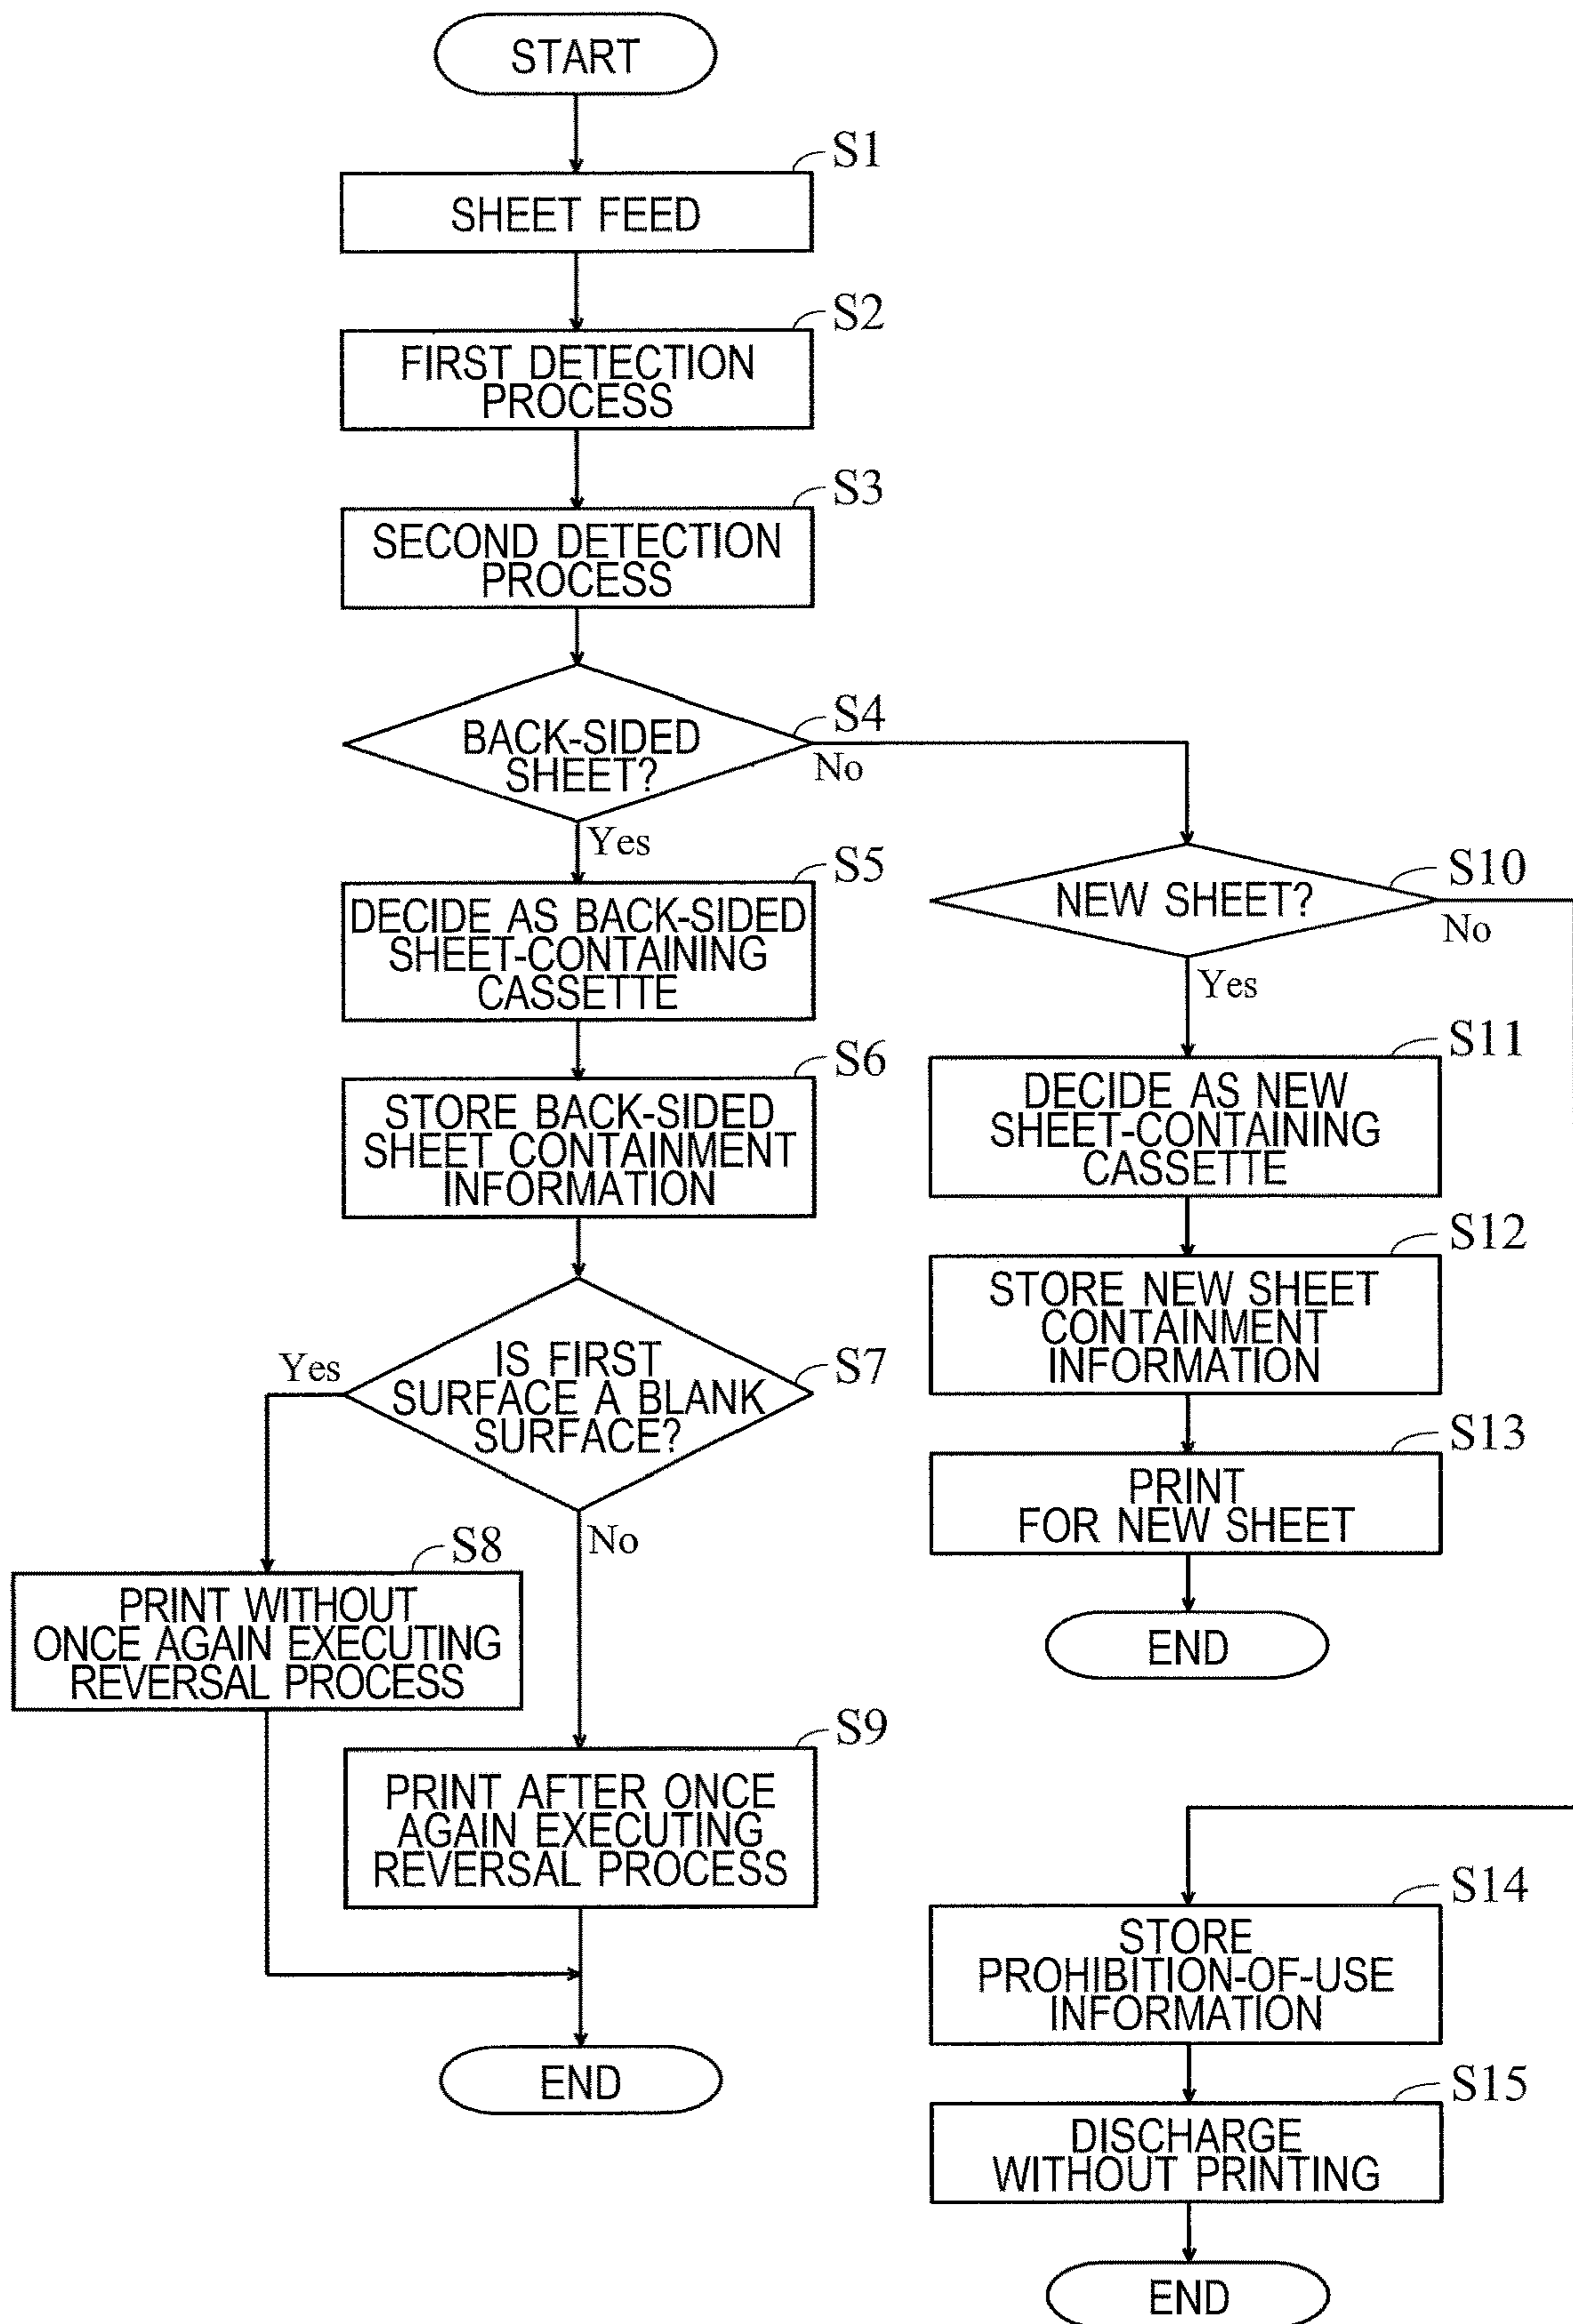 START
S1
SHEET FEED
S2
FIRST DETECTION
PROCESS
S3
SECOND DETECTION
PROCESS
S4
BACK-SIDED
SHEET?
No
Yes
S5
DECIDE AS BACK-SIDED
SHEET-CONTAINING
CASSETTE
S6
STORE BACK-SIDED
SHEET CONTAINMENT
INFORMATION
S7
IS FIRST
SURFACE A BLANK
SURFACE?
Yes
No
S8
PRINT WITHOUT
ONCE AGAIN EXECUTING
REVERSAL PROCESS
S9
PRINT AFTER ONCE
AGAIN EXECUTING
REVERSAL PROCESS
END
S10
NEW SHEET?
No
Yes
S11
DECIDE AS NEW
SHEET-CONTAINING
CASSETTE
S12
STORE NEW SHEET
CONTAINMENT
INFORMATION
S13
PRINT
FOR NEW SHEET
END
S14
STORE
PROHIBITION-OF-USE
INFORMATION
S15
DISCHARGE
WITHOUT PRINTING
END